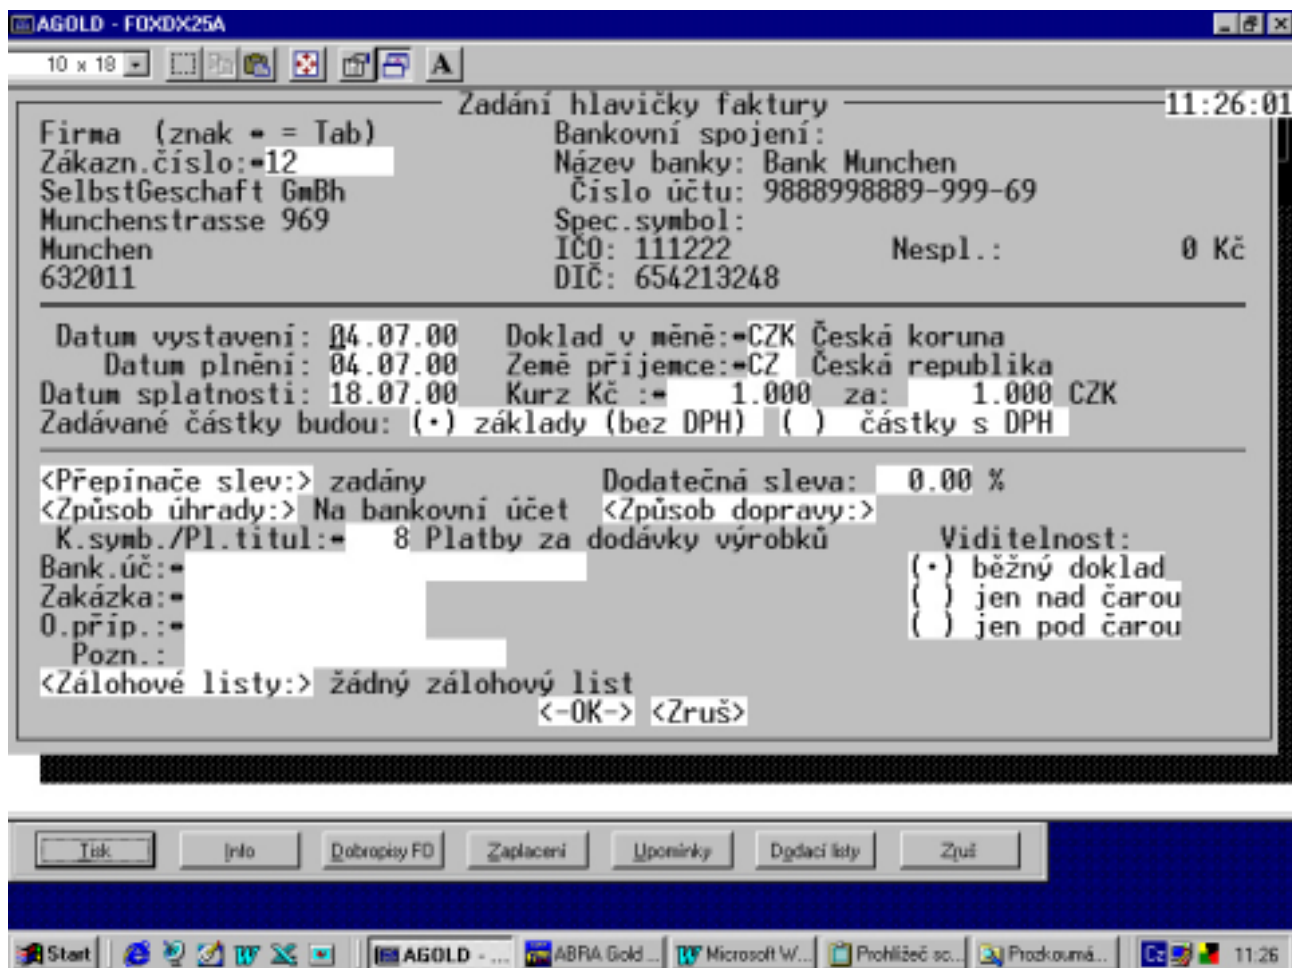 AGOLD - FOXDX25A
10 x 18
A
Zadání hlavičky faktury 11:26:01
Firma (znak = Tab) Bankovní spojení:
Zákazn.číslo: 12 Název banky: Bank Munchen
SelbstGeschaft GmBh Číslo účtu: 9888998889-999-69
Munchenstrasse 969 Spec.symbol:
Munchen IČO: 111222 Nespl.: 0 Kč
632011 DIČ: 654213248
Datum vystavení: 04.07.00 Doklad v měně: CZK Česká koruna
Datum plnění: 04.07.00 Země příjemce: CZ Česká republika
Datum splatnosti: 18.07.00 Kurz Kč : 1.000 za: 1.000 CZK
Zadávané částky budou: (·) základy (bez DPH) ( ) částky s DPH
<Přepínače slev:> zadány Dodatečná sleva: 0.00 %
<Způsob úhrady:> Na bankovní účet <Způsob dopravy:>
K.symb./Pl.titul: 8 Platby za dodávky výrobků Viditelnost:
Bank.úč: (·) běžný doklad
Zakázka: ( ) jen nad čarou
O.příp.: ( ) jen pod čarou
Pozn.:
<Zálohové listy:> žádný zálohový list
<-OK-> <Zruš>
Tisk Info Dobropisy FO Zaplacení Upomínky Dodací listy Zruš
Start AGOLD - ... ABRA Gold ... Microsoft W... Prohlížeč sc... Prozkoumá... Cz 11:26